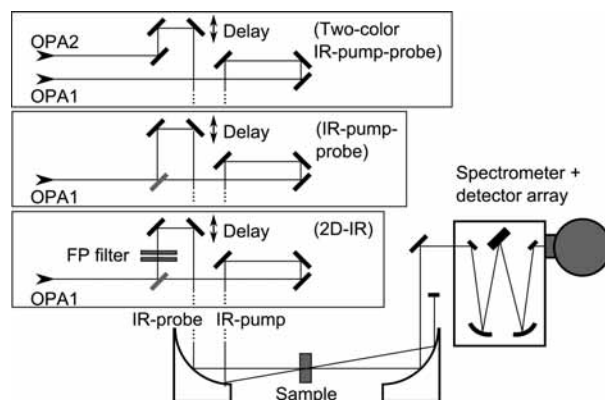 OPA2
Delay
(Two-color
IR-pump-probe)
OPA1
Delay
(IR-pump-
probe)
OPA1
Spectrometer +
detector array
FP filter
Delay
(2D-IR)
OPA1
IR-probe
IR-pump
Sample